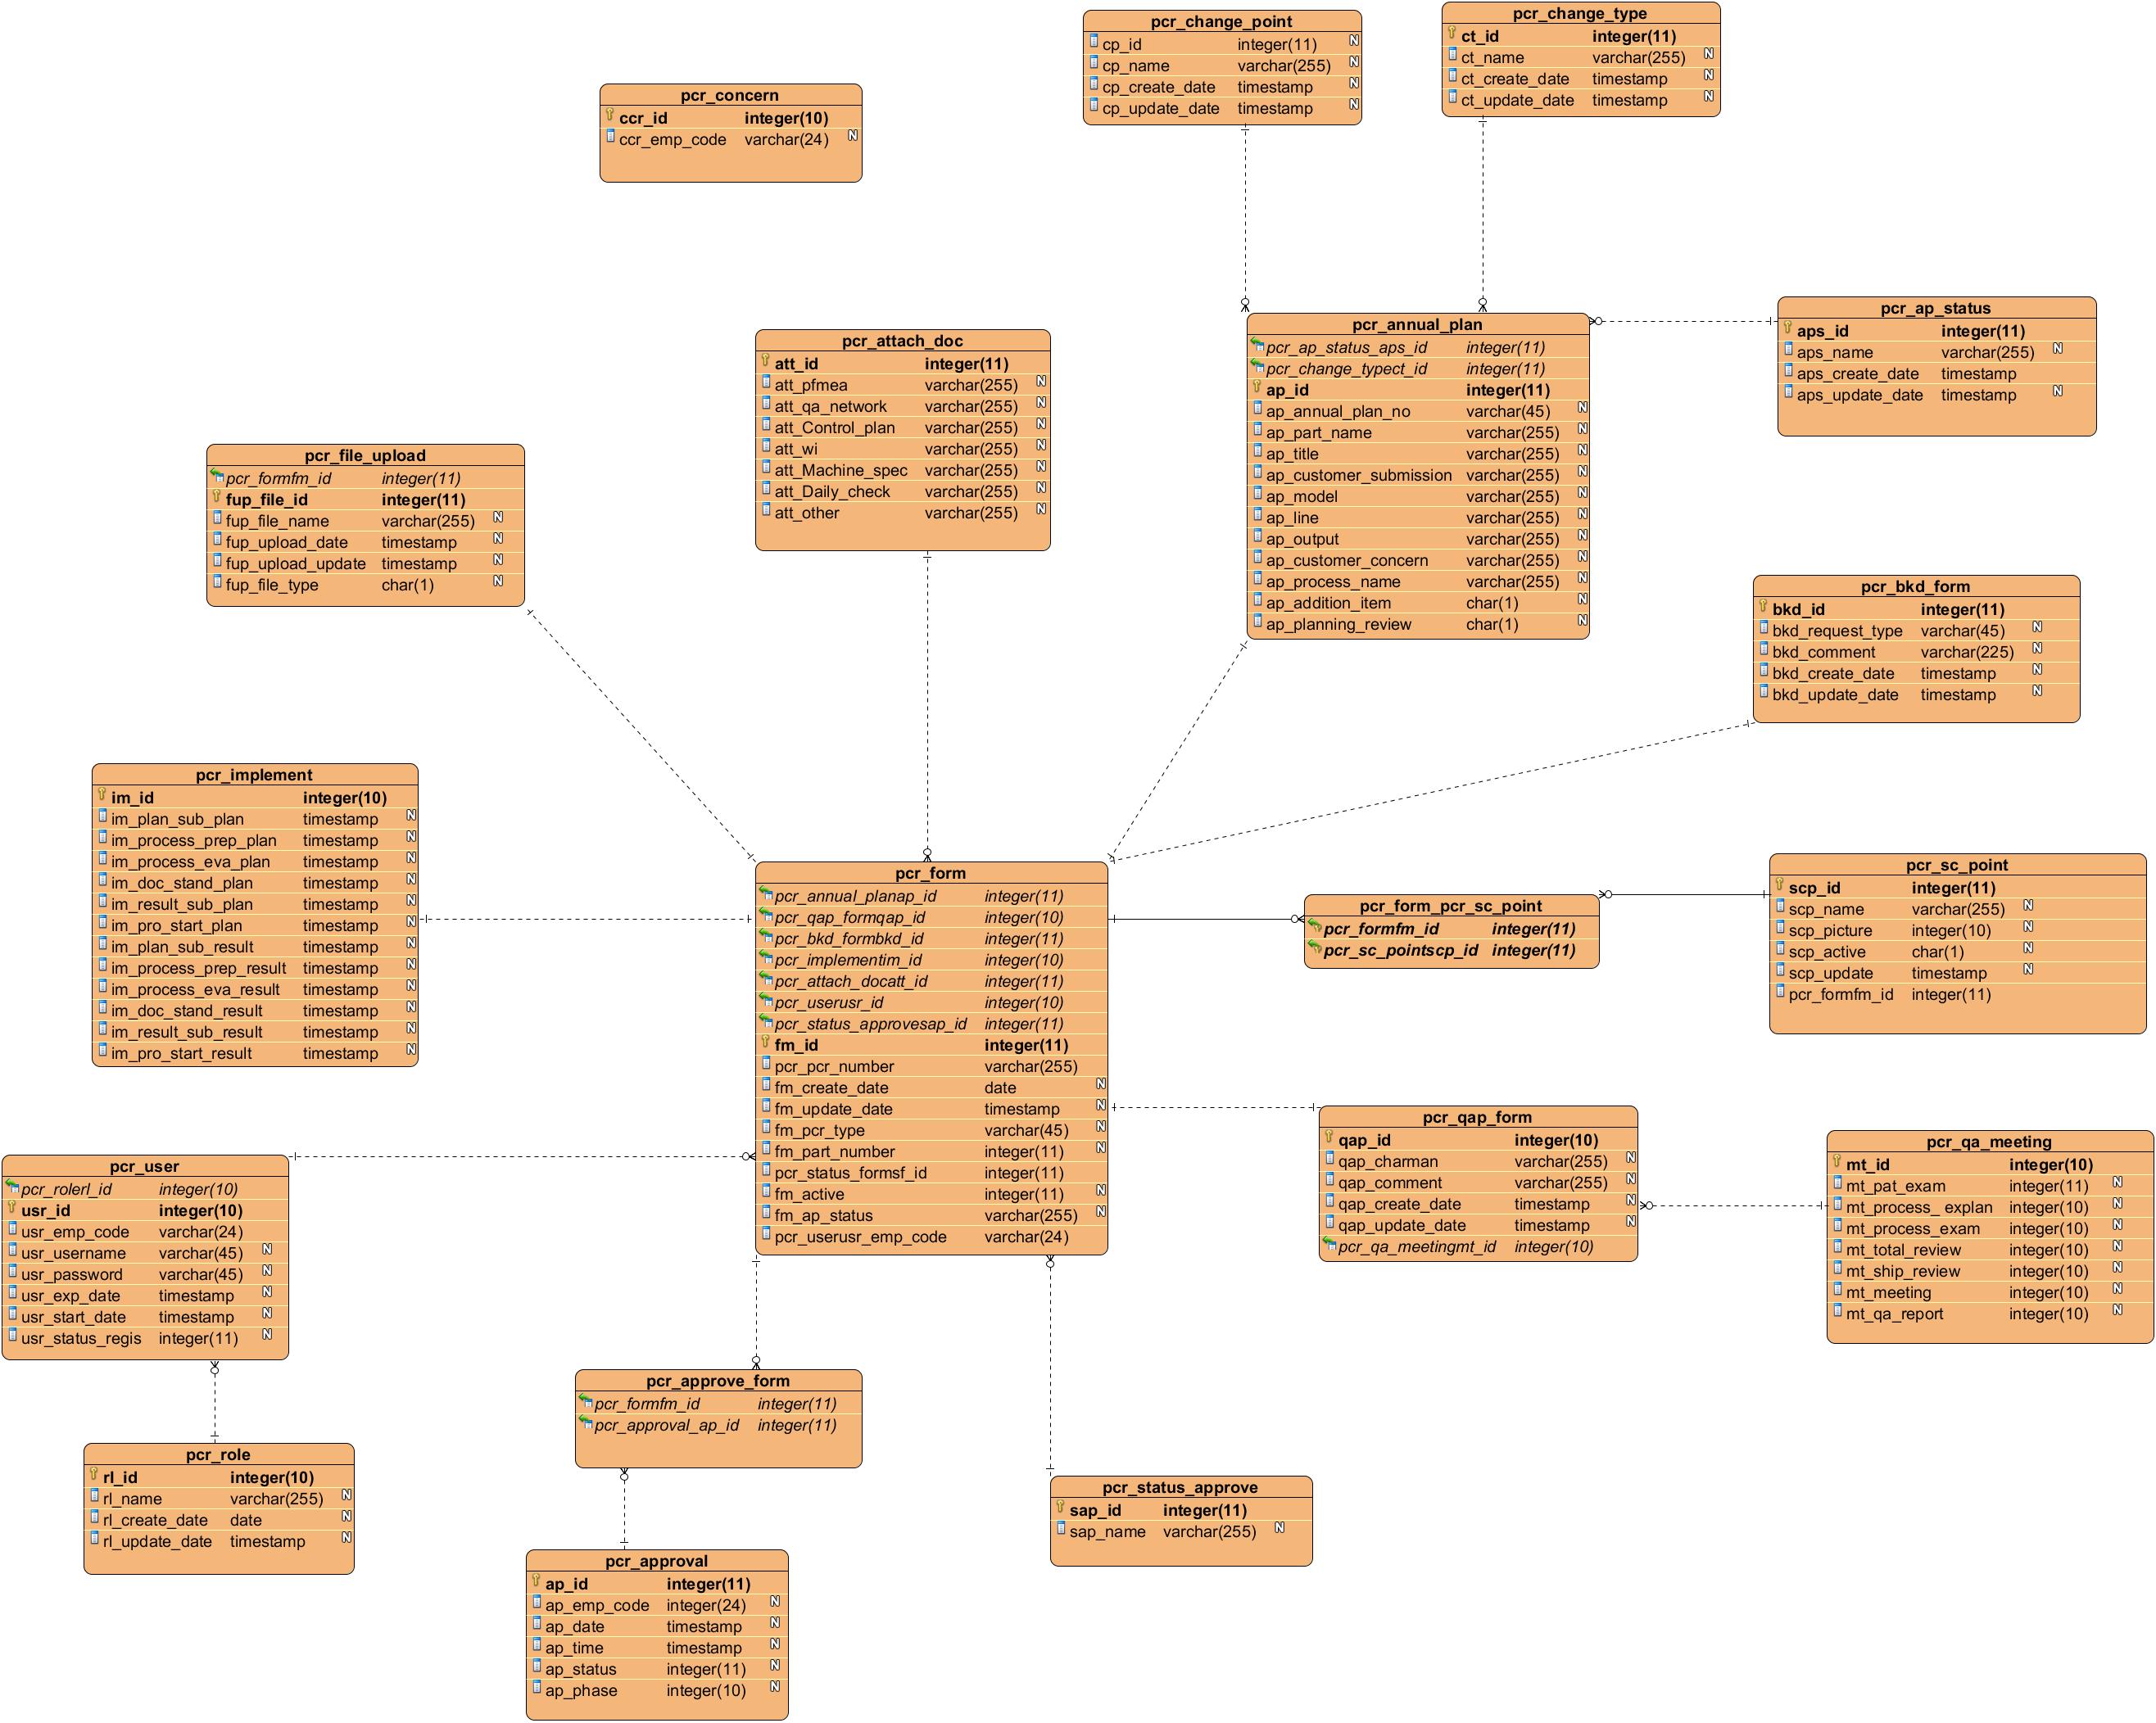 pcr_change_point
cp_id integer(11) N
cp_name varchar(255) N
cp_create_date timestamp N
cp_update_date timestamp N
pcr_change_type
ct_id integer(11)
ct_name varchar(255) N
ct_create_date timestamp N
ct_update_date timestamp N
pcr_concern
ccr_id integer(10)
ccr_emp_code varchar(24) N
pcr_ap_status
aps_id integer(11)
aps_name varchar(255) N
aps_create_date timestamp
aps_update_date timestamp N
pcr_annual_plan
pcr_ap_status_aps_id integer(11)
pcr_change_typect_id integer(11)
ap_id integer(11)
ap_annual_plan_no varchar(45) N
ap_part_name varchar(255) N
ap_title varchar(255) N
ap_customer_submission varchar(255) N
ap_model varchar(255) N
ap_line varchar(255) N
ap_output varchar(255) N
ap_customer_concern varchar(255) N
ap_process_name varchar(255) N
ap_addition_item char(1) N
ap_planning_review char(1) N
pcr_attach_doc
att_id integer(11)
att_pfmea varchar(255) N
att_qa_network varchar(255) N
att_Control_plan varchar(255) N
att_wi varchar(255) N
att_Machine_spec varchar(255) N
att_Daily_check varchar(255) N
att_other varchar(255) N
pcr_file_upload
pcr_formfm_id integer(11)
fup_file_id integer(11)
fup_file_name varchar(255) N
fup_upload_date timestamp N
fup_upload_update timestamp N
fup_file_type char(1) N
pcr_bkd_form
bkd_id integer(11)
bkd_request_type varchar(45) N
bkd_comment varchar(225) N
bkd_create_date timestamp N
bkd_update_date timestamp N
pcr_implement
im_id integer(10)
im_plan_sub_plan timestamp N
im_process_prep_plan timestamp N
im_process_eva_plan timestamp N
im_doc_stand_plan timestamp N
im_result_sub_plan timestamp N
im_pro_start_plan timestamp N
im_plan_sub_result timestamp N
im_process_prep_result timestamp N
im_process_eva_result timestamp N
im_doc_stand_result timestamp N
im_result_sub_result timestamp N
im_pro_start_result timestamp N
pcr_form
pcr_annual_planap_id integer(11)
pcr_qap_formqap_id integer(10)
pcr_bkd_formbkd_id integer(11)
pcr_implementim_id integer(10)
pcr_attach_docatt_id integer(11)
pcr_userusr_id integer(10)
pcr_status_approvesap_id integer(11)
fm_id integer(11)
pcr_pcr_number varchar(255)
fm_create_date date N
fm_update_date timestamp N
fm_pcr_type varchar(45) N
fm_part_number integer(11) N
pcr_status_formsf_id integer(11)
fm_active integer(11) N
fm_ap_status varchar(255) N
pcr_userusr_emp_code varchar(24)
pcr_form_pcr_sc_point
pcr_formfm_id integer(11)
pcr_sc_pointscp_id integer(11)
pcr_sc_point
scp_id integer(11)
scp_name varchar(255) N
scp_picture integer(10) N
scp_active char(1) N
scp_update timestamp N
pcr_formfm_id integer(11)
pcr_qap_form
qap_id integer(10)
qap_charman varchar(255) N
qap_comment varchar(255) N
qap_create_date timestamp N
qap_update_date timestamp N
pcr_qa_meetingmt_id integer(10)
pcr_qa_meeting
mt_id integer(10)
mt_pat_exam integer(11) N
mt_process_ explan integer(10) N
mt_process_exam integer(10) N
mt_total_review integer(10) N
mt_ship_review integer(10) N
mt_meeting integer(10) N
mt_qa_report integer(10) N
pcr_user
pcr_rolerl_id integer(10)
usr_id integer(10)
usr_emp_code varchar(24)
usr_username varchar(45) N
usr_password varchar(45) N
usr_exp_date timestamp N
usr_start_date timestamp N
usr_status_regis integer(11) N
pcr_role
rl_id integer(10)
rl_name varchar(255) N
rl_create_date date N
rl_update_date timestamp N
pcr_approve_form
pcr_formfm_id integer(11)
pcr_approval_ap_id integer(11)
pcr_status_approve
sap_id integer(11)
sap_name varchar(255) N
pcr_approval
ap_id integer(11)
ap_emp_code integer(24) N
ap_date timestamp N
ap_time timestamp N
ap_status integer(11) N
ap_phase integer(10) N